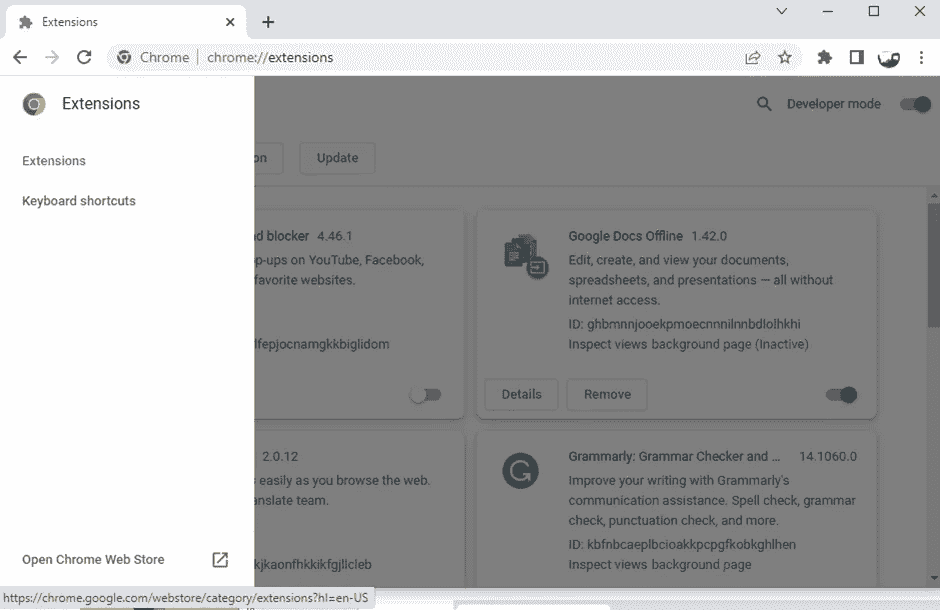 Extensions
Chrome | chrome://extensions
Extensions
Developer mode
Extensions
on
Update
Keyboard shortcuts
ad blocker 4.46.1
op-ups on YouTube, Facebook,
favorite websites.
lfepjocnamgkkbiglidom
Google Docs Offline 1.42.0
Edit, create, and view your documents,
spreadsheets, and presentations — all without
internet access.
ID: ghbmnnjooekpmoecnnnilnnbdlolhkhi
Inspect views background page (Inactive)
Details
Remove
2.0.12
s easily as you browse the web.
anslate team.
kjkaonfhkkikfgjllcleb
Grammarly: Grammar Checker and ... 14.1060.0
Improve your writing with Grammarly's
communication assistance. Spell check, grammar
check, punctuation check, and more.
ID: kbfnbcaeplbcioakkpcpgfkobkghlhen
Inspect views background page
Open Chrome Web Store
https://chrome.google.com/webstore/category/extensions?hl=en-US